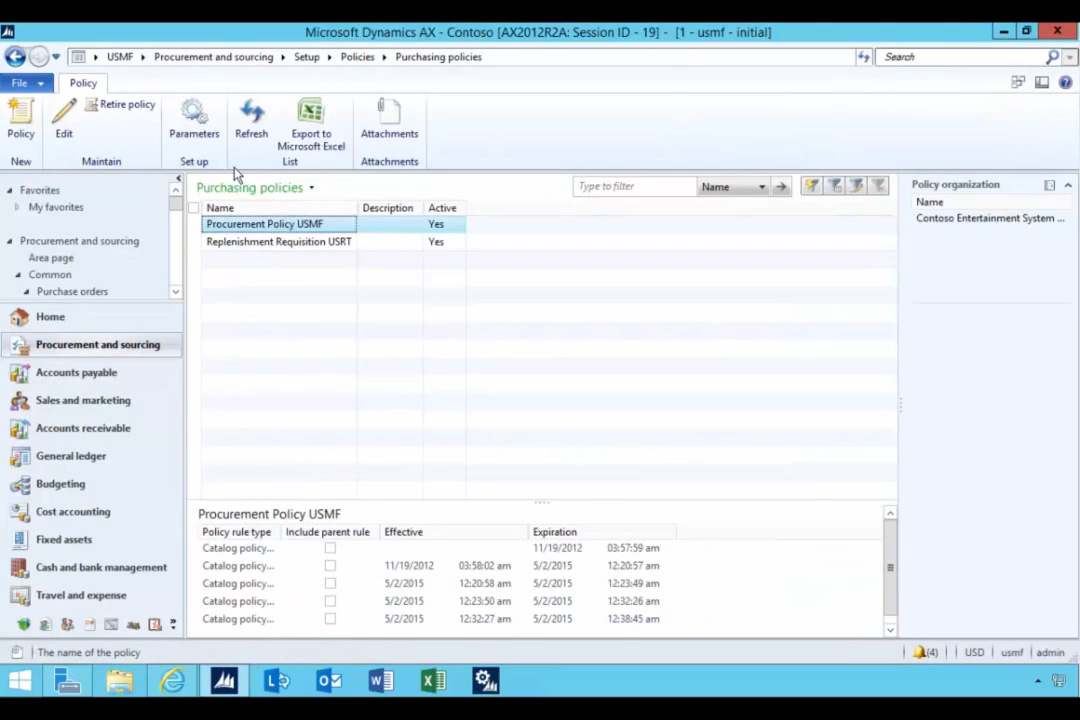 Microsoft Dynamics AX - Contoso [AX2012R2A: Session ID - 19] - [1 - usmf - initial]
USMF Procurement and sourcing Setup Policies Purchasing policies
Search
File Policy
Policy Edit Retire policy Parameters Refresh Export to Microsoft Excel Attachments
New Maintain Set up List Attachments
Favorites
My favorites
Procurement and sourcing
Area page
Common
Purchase orders
Home
Procurement and sourcing
Accounts payable
Sales and marketing
Accounts receivable
General ledger
Budgeting
Cost accounting
Fixed assets
Cash and bank management
Travel and expense
Purchasing policies
Type to filter Name
Name Description Active
Procurement Policy USMF Yes
Replenishment Requisition USRT Yes
Policy organization
Name
Contoso Entertainment System ...
Procurement Policy USMF
Policy rule type Include parent rule Effective Expiration
Catalog policy... 11/19/2012 03:57:59 am
Catalog policy... 11/19/2012 03:58:02 am 5/2/2015 12:20:57 am
Catalog policy... 5/2/2015 12:20:58 am 5/2/2015 12:23:49 am
Catalog policy... 5/2/2015 12:23:50 am 5/2/2015 12:32:26 am
Catalog policy... 5/2/2015 12:32:27 am 5/2/2015 12:38:45 am
The name of the policy
(4) USD usmf admin